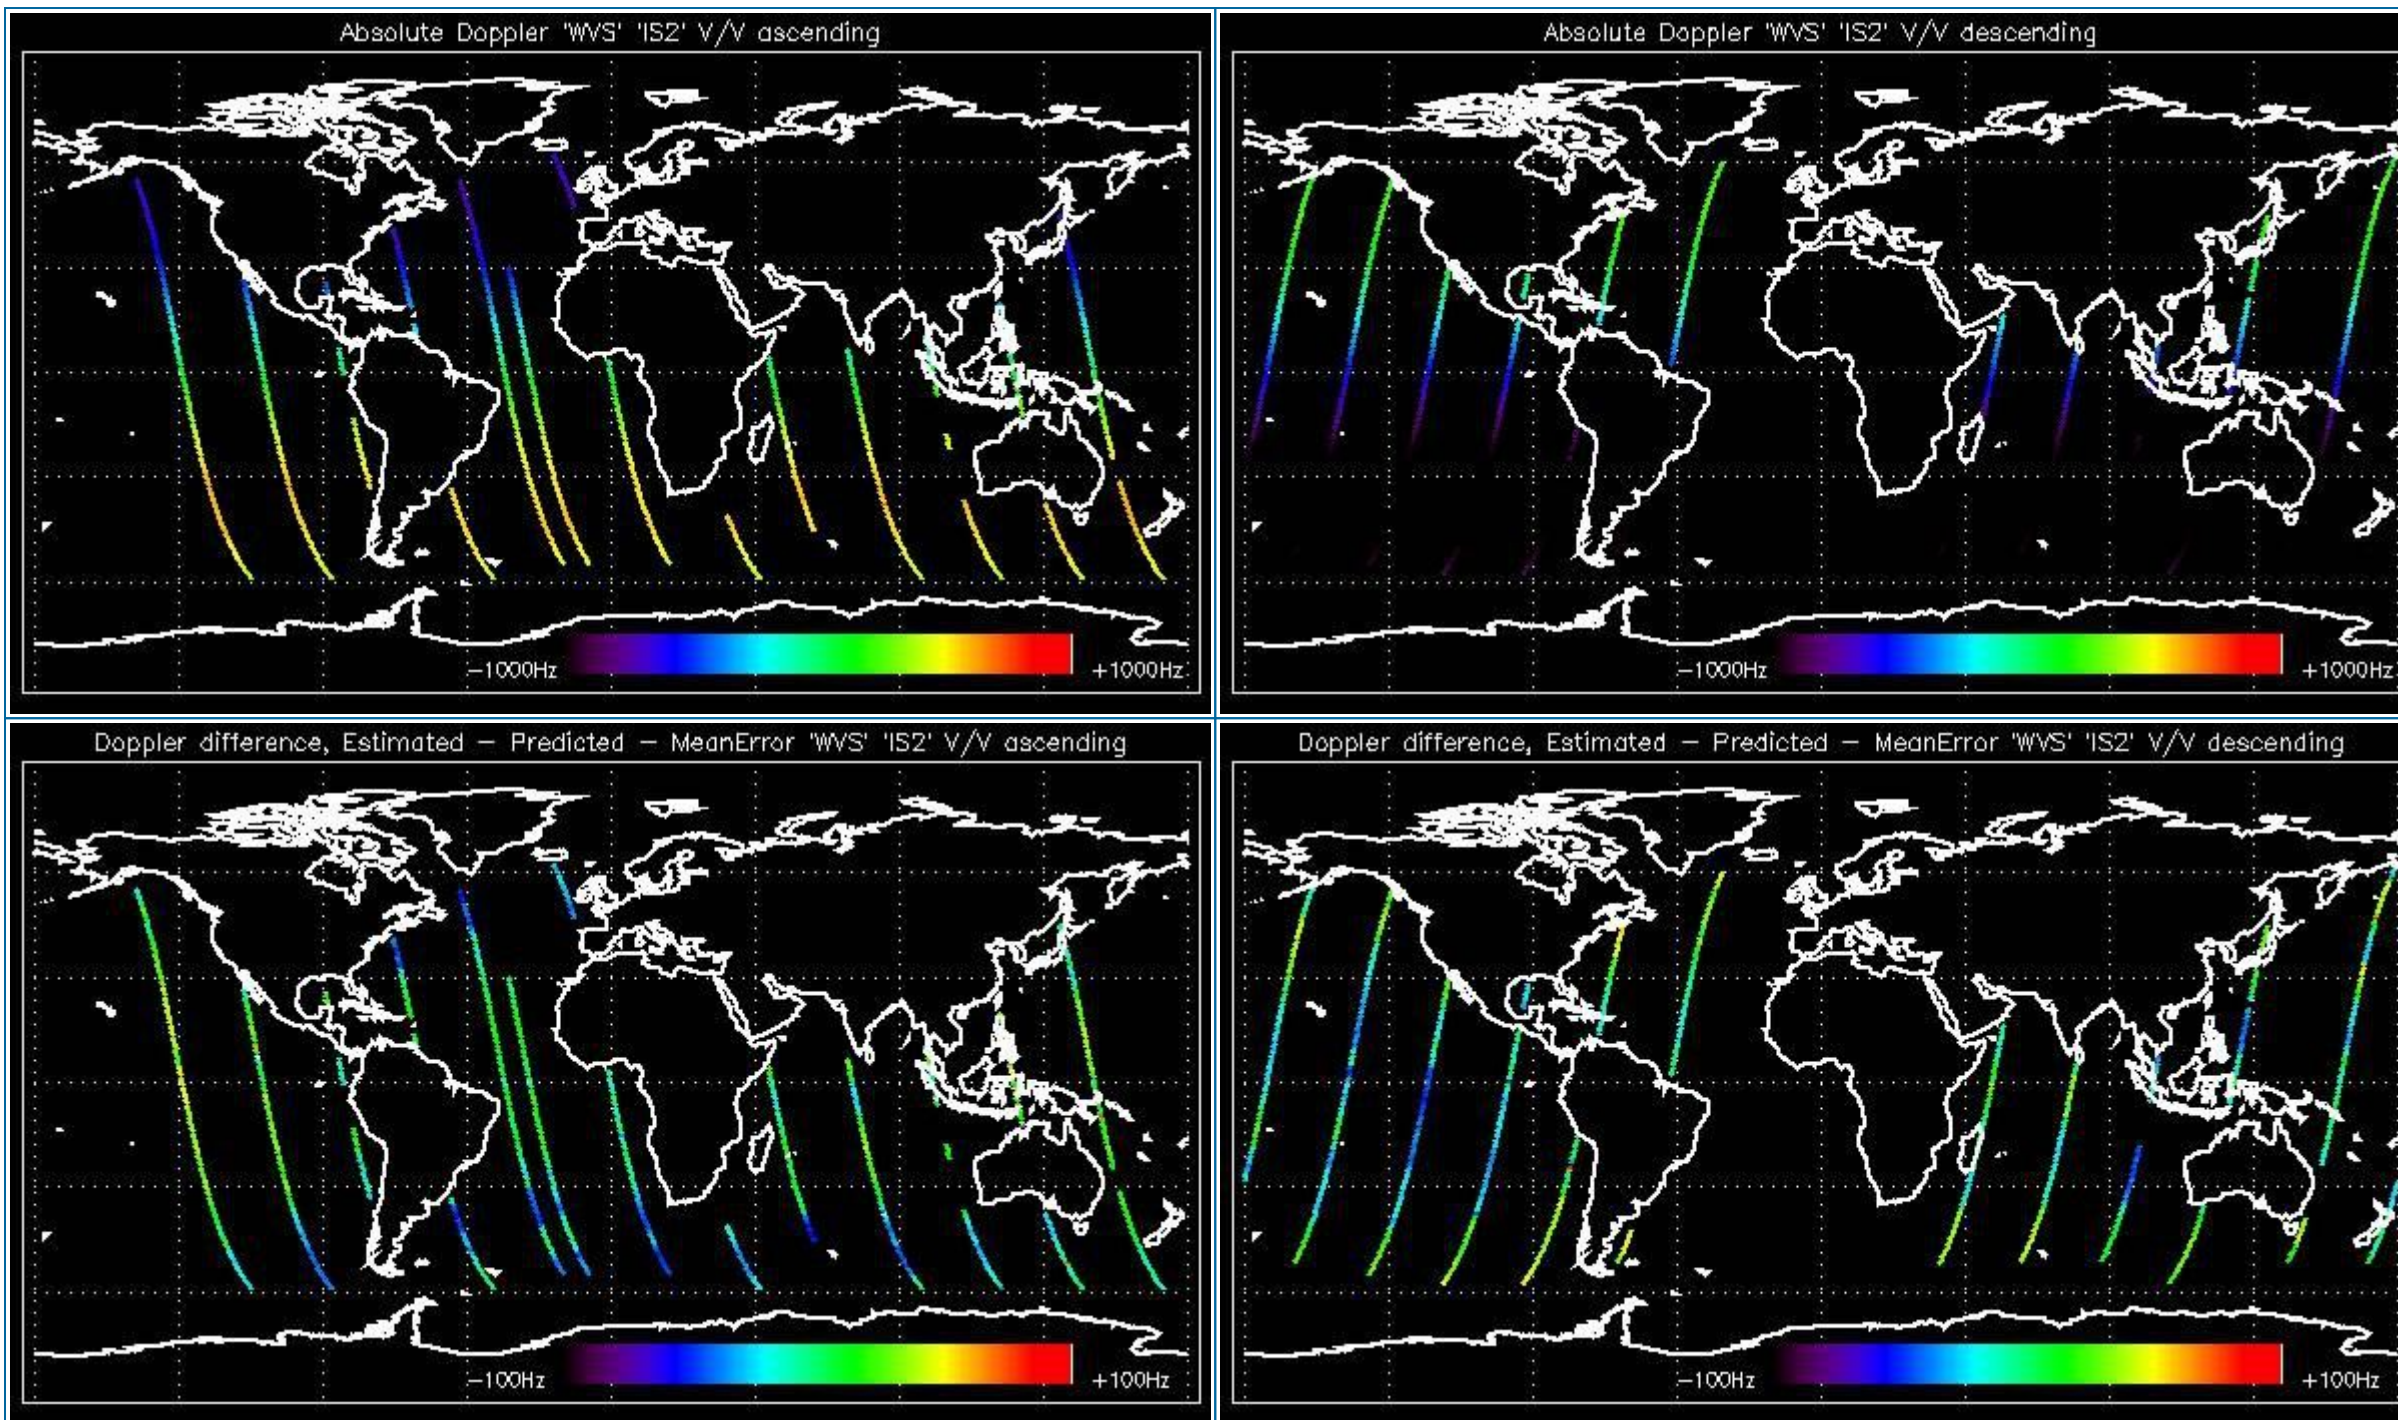 Absolute Doppler 'WVS' 'IS2' V/V ascending
-1000Hz
+1000Hz
Absolute Doppler 'WVS' 'IS2' V/V descending
-1000Hz
+1000Hz
Doppler difference, Estimated - Predicted - MeanError 'WVS' 'IS2' V/V ascending
-100Hz
+100Hz
Doppler difference, Estimated - Predicted - MeanError 'WVS' 'IS2' V/V descending
-100Hz
+100Hz